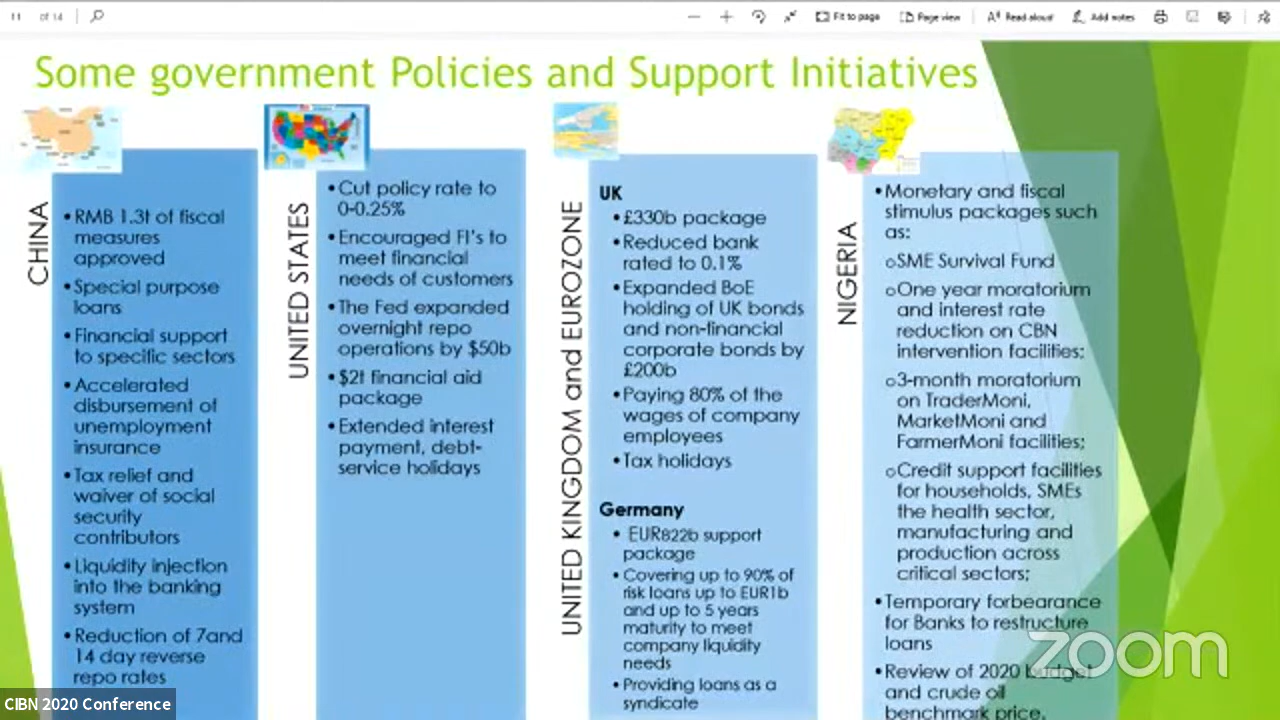 11 of 14
Fit to page
Page view
Read aloud
Add notes
Some government Policies and Support Initiatives
CHINA
•RMB 1.3t of fiscal
measures
approved
•Special purpose
loans
•Financial support
to specific sectors
•Accelerated
disbursement of
unemployment
insurance
•Tax relief and
waiver of social
security
contributors
•Liquidity injection
into the banking
system
•Reduction of 7and
14 day reverse
repo rates
UNITED STATES
•Cut policy rate to
0-0.25%
•Encouraged FI's to
meet financial
needs of customers
•The Fed expanded
overnight repo
operations by $50b
•$2t financial aid
package
•Extended interest
payment, debt-
service holidays
UNITED KINGDOM and EUROZONE
UK
•£330b package
•Reduced bank
rated to 0.1%
•Expanded BoE
holding of UK bonds
and non-financial
corporate bonds by
£200b
•Paying 80% of the
wages of company
employees
•Tax holidays
Germany
• EUR822b support
package
•Covering up to 90% of
risk loans up to EUR1b
and up to 5 years
maturity to meet
company liquidity
needs
•Providing loans as a
syndicate
NIGERIA
•Monetary and fiscal
stimulus packages such
as:
oSME Survival Fund
oOne year moratorium
and interest rate
reduction on CBN
intervention facilities;
o3-month moratorium
on TraderMoni,
MarketMoni and
FarmerMoni facilities;
oCredit support facilities
for households, SMEs
the health sector,
manufacturing and
production across
critical sectors;
•Temporary forbearance
for Banks to restructure
loans
•Review of 2020 budget
and crude oil
benchmark price.
zoom
CIBN 2020 Conference